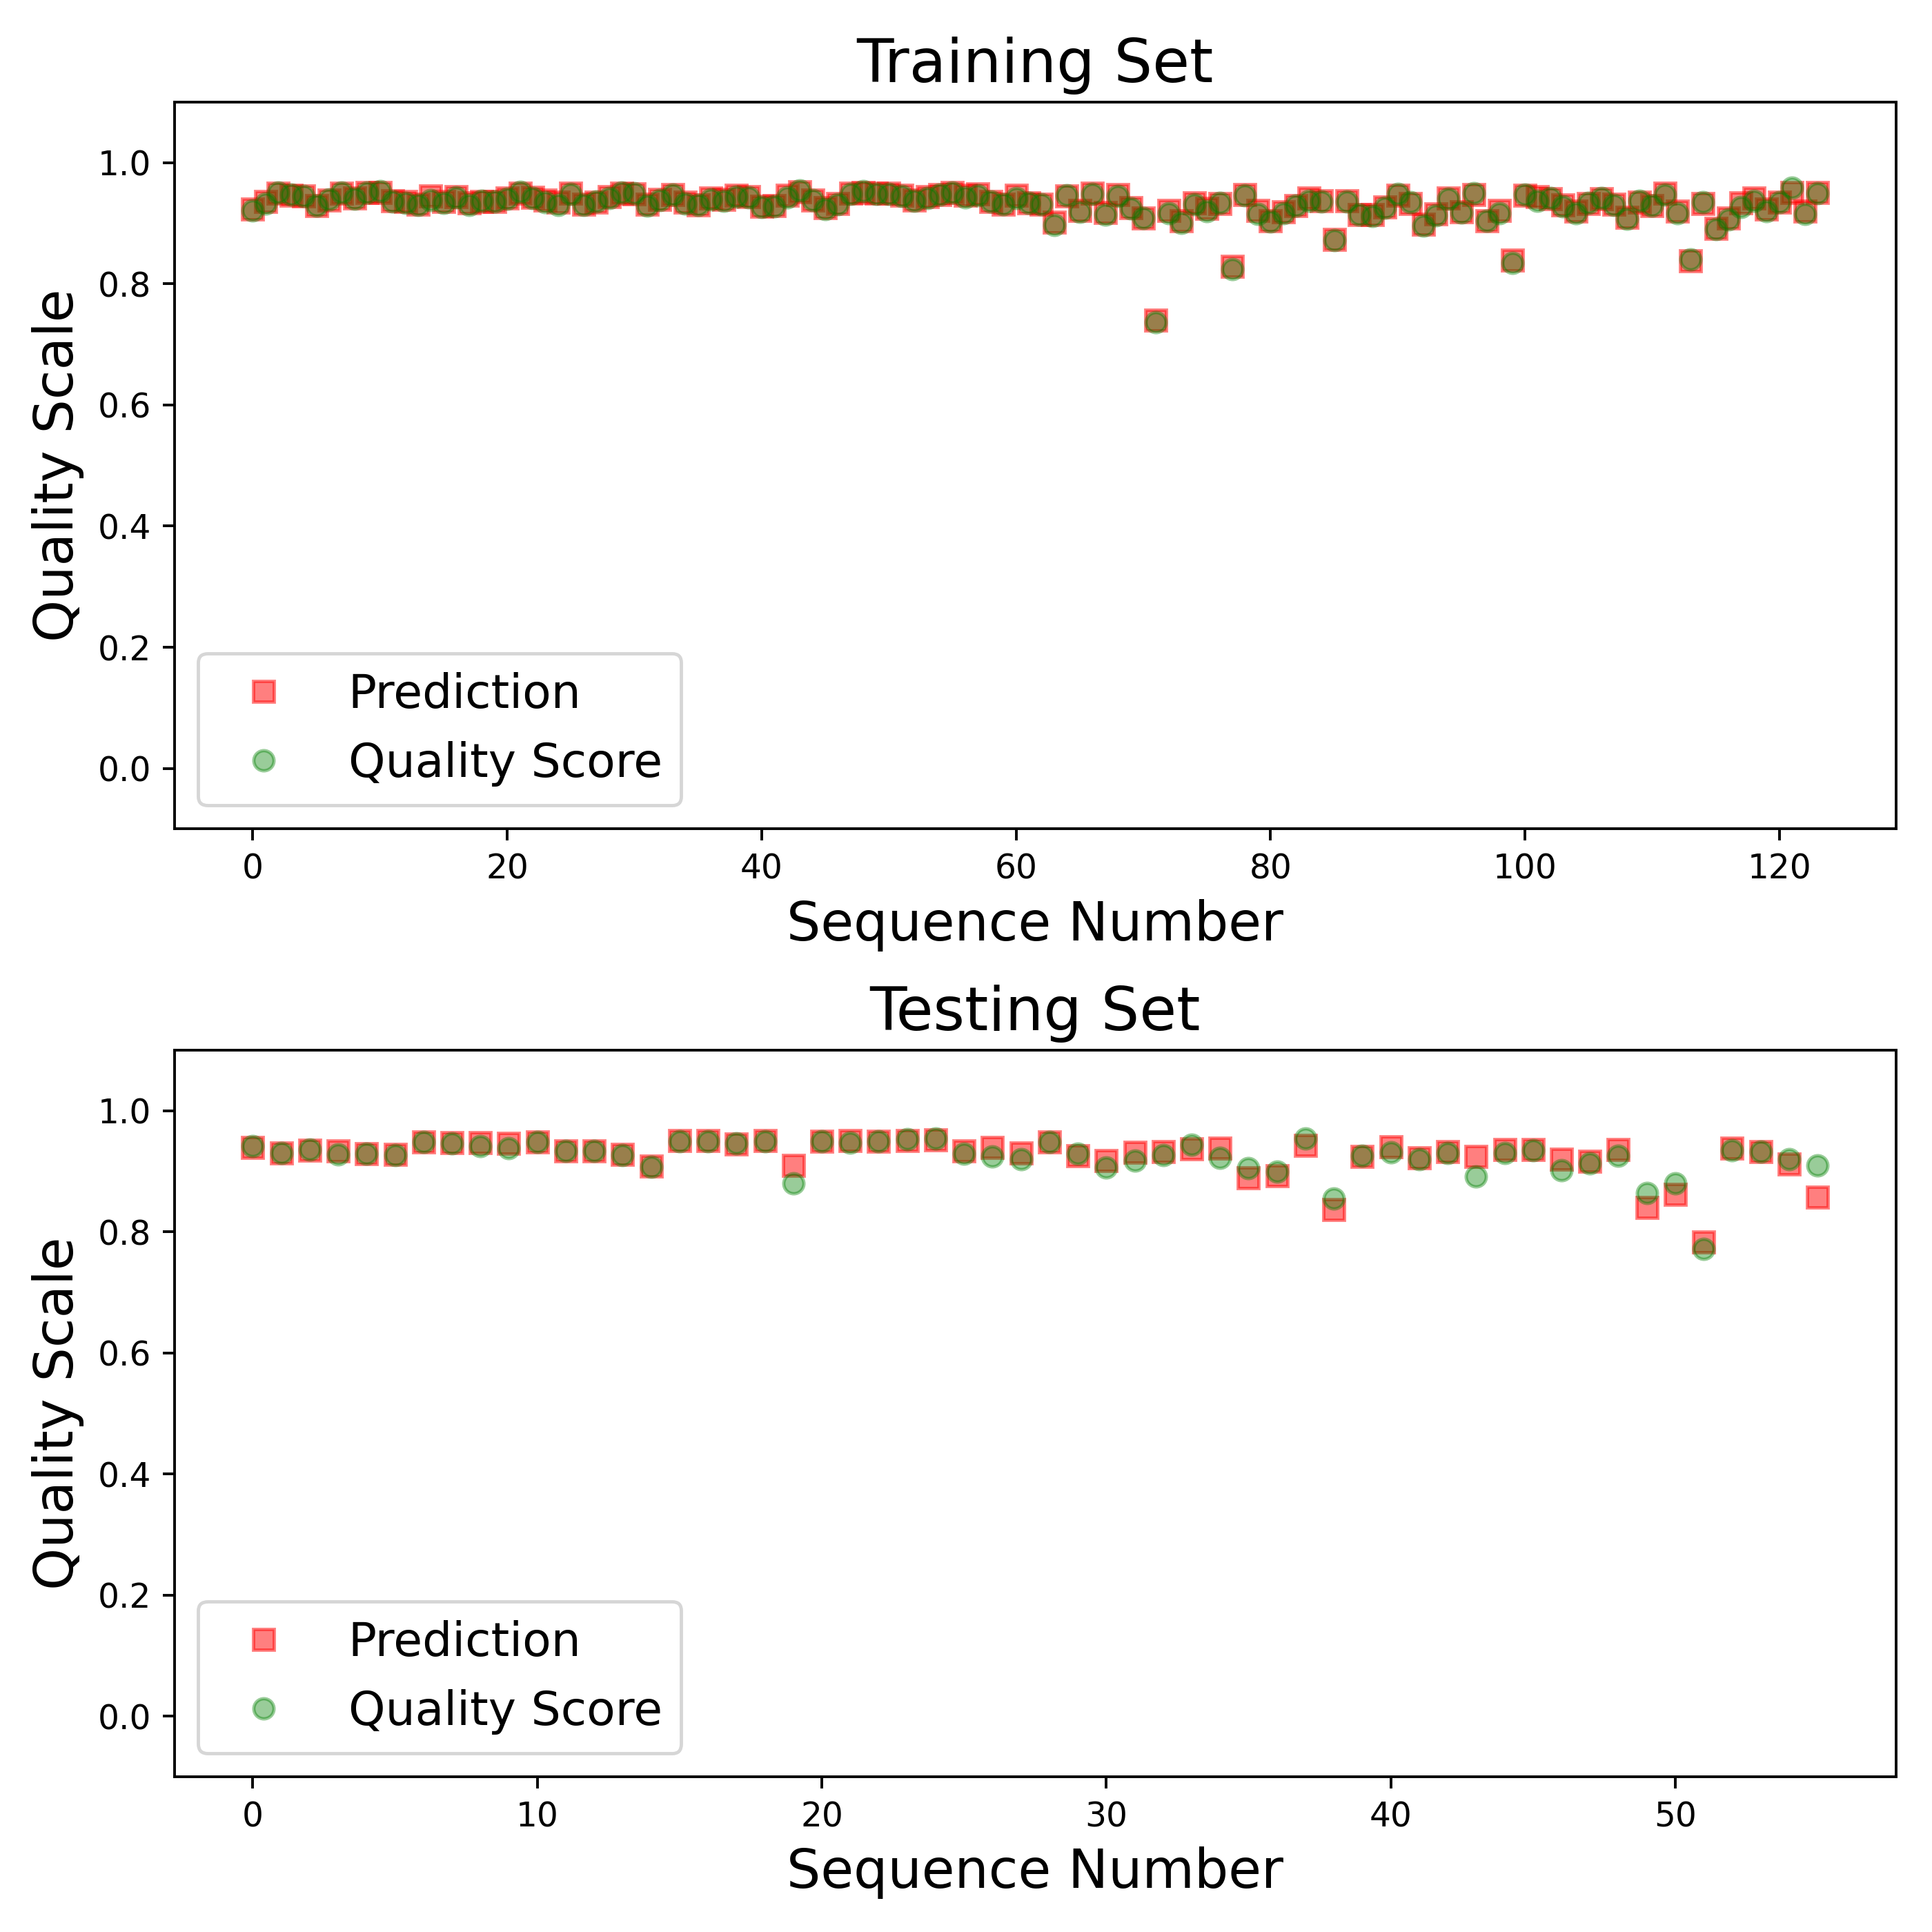 Training Set
Quality Scale
1.0
0.8
0.6
0.4
0.2
0.0
Prediction
Quality Score
0 20 40 60 80 100 120
Sequence Number
Testing Set
Quality Scale
1.0
0.8
0.6
0.4
0.2
0.0
Prediction
Quality Score
0 10 20 30 40 50
Sequence Number